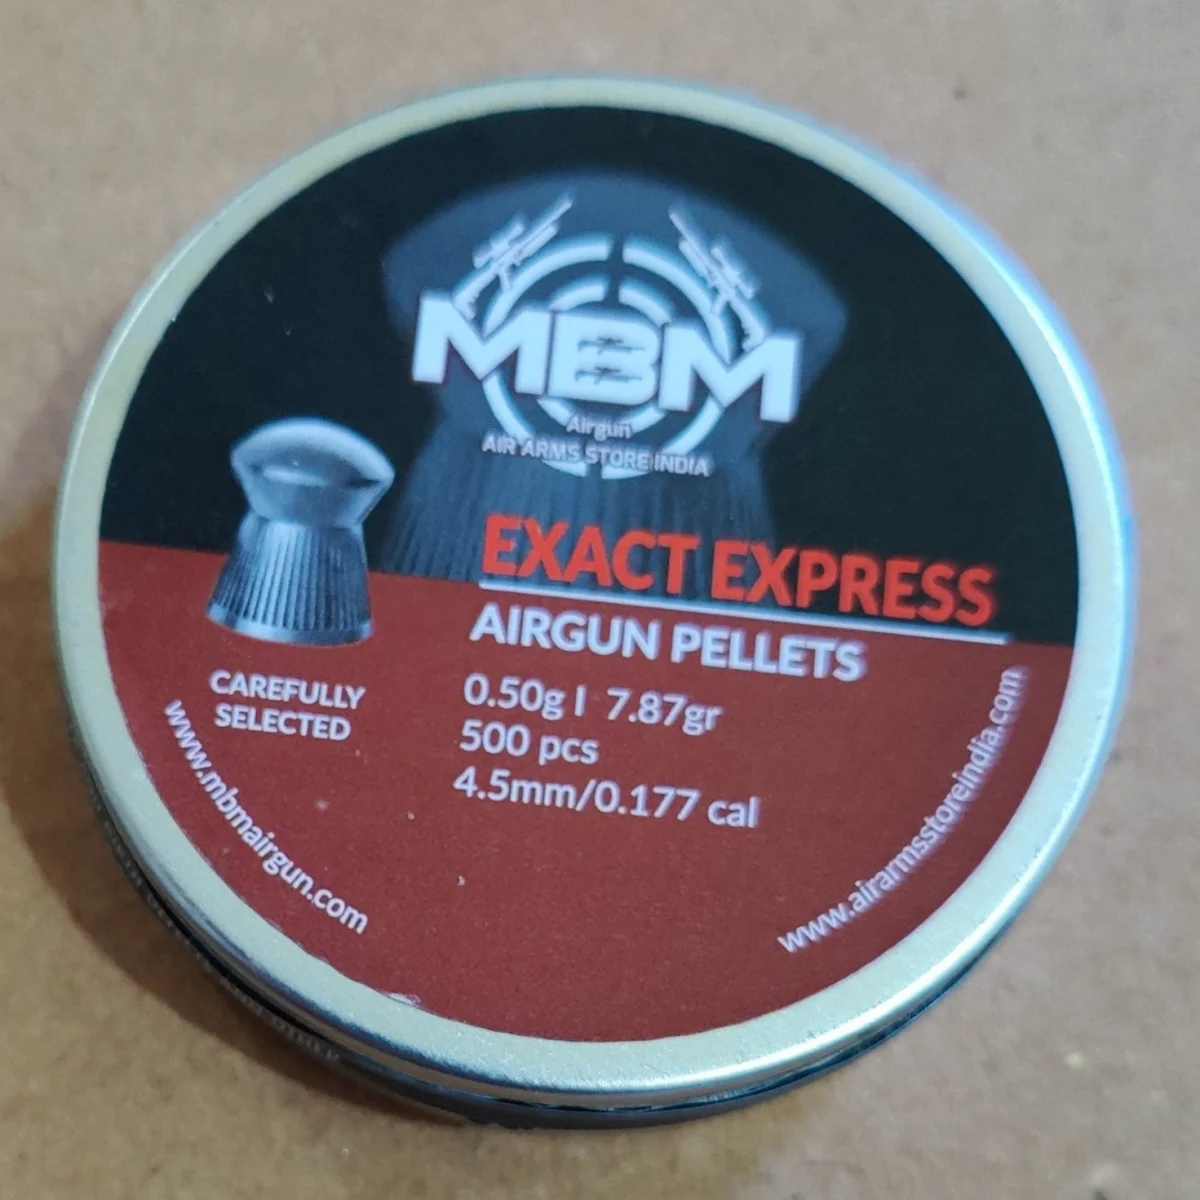 MBM
Airgun
AIR ARMS STORE INDIA
EXACT EXPRESS
AIRGUN PELLETS
0.50g | 7.87gr
500 pcs
4.5mm/0.177 cal
CAREFULLY
SELECTED
www.mbmairgun.com
www.airarmsstoreindia.com